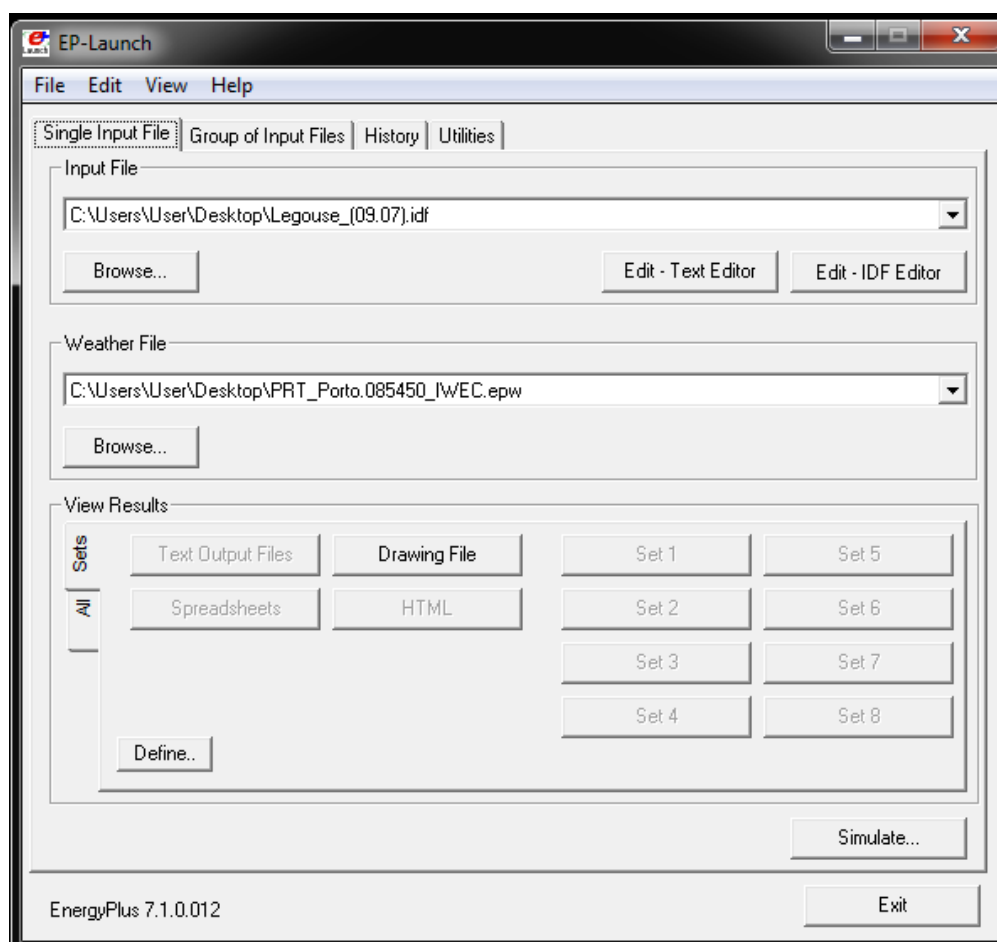 EP-Launch
File Edit View Help
Single Input File Group of Input Files History Utilities
Input File
C:\Users\User\Desktop\Legouse_(09.07).idf
Browse... Edit - Text Editor Edit - IDF Editor
Weather File
C:\Users\User\Desktop\PRT_Porto.085450_IWEC.epw
Browse...
View Results
Sets
All
Text Output Files Drawing File Set 1 Set 5
Spreadsheets HTML Set 2 Set 6
Set 3 Set 7
Set 4 Set 8
Define..
Simulate...
EnergyPlus 7.1.0.012 Exit